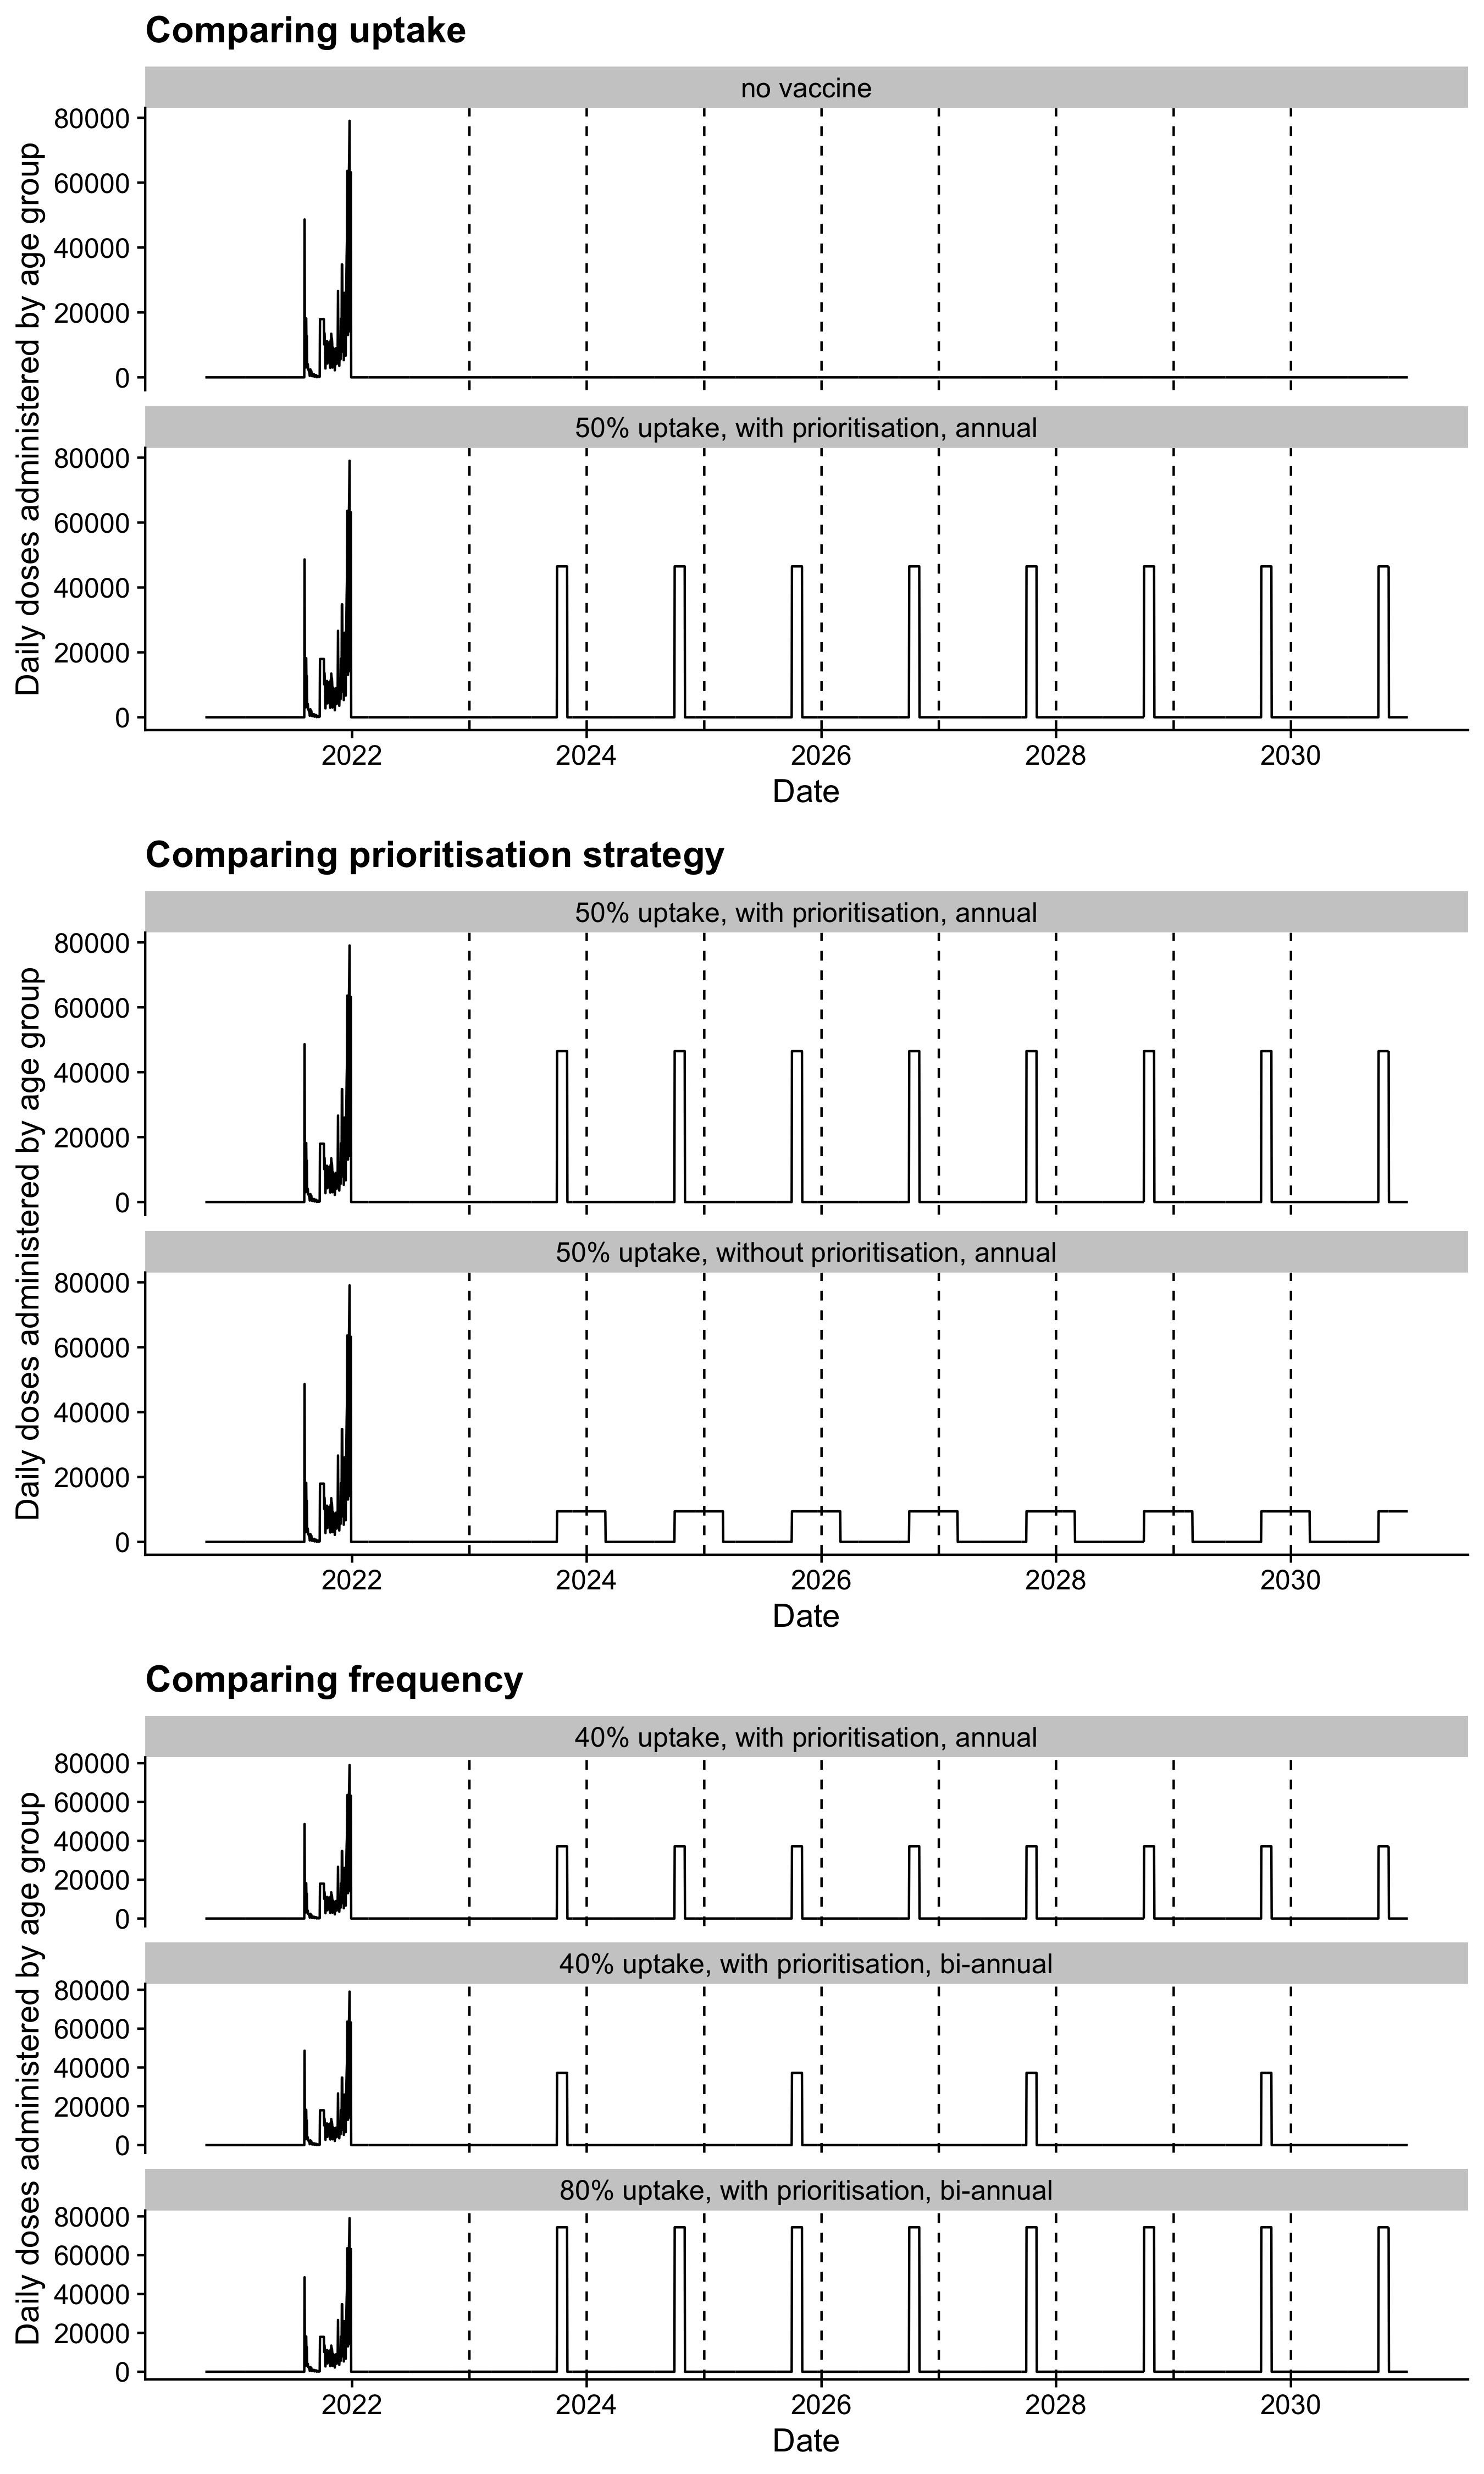 Comparing uptake
no vaccine
80000
60000
40000
20000
0
50% uptake, with prioritisation, annual
80000
60000
40000
20000
0
Daily doses administered by age group
2022 2024 2026 2028 2030
Date
Comparing prioritisation strategy
50% uptake, with prioritisation, annual
80000
60000
40000
20000
0
50% uptake, without prioritisation, annual
80000
60000
40000
20000
0
Daily doses administered by age group
2022 2024 2026 2028 2030
Date
Comparing frequency
40% uptake, with prioritisation, annual
80000
60000
40000
20000
0
40% uptake, with prioritisation, bi-annual
80000
60000
40000
20000
0
80% uptake, with prioritisation, bi-annual
80000
60000
40000
20000
0
Daily doses administered by age group
2022 2024 2026 2028 2030
Date